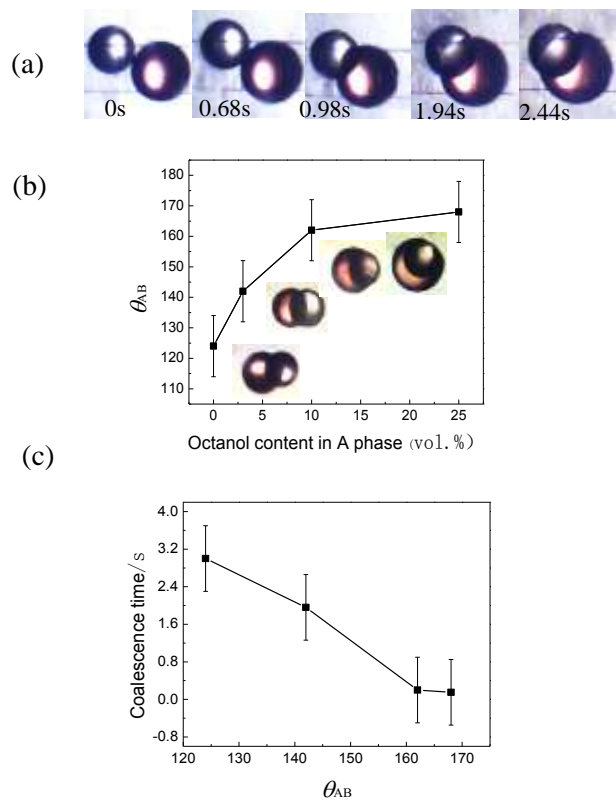 (a)
0s 0.68s 0.98s 1.94s 2.44s
(b)
180
170
160
150
140
130
120
110
θAB
0 5 10 15 20 25
Octanol content in A phase (vol.%)
(c)
4.0
3.2
2.4
1.6
0.8
0.0
-0.8
Coalescence time/s
120 130 140 150 160 170
θAB